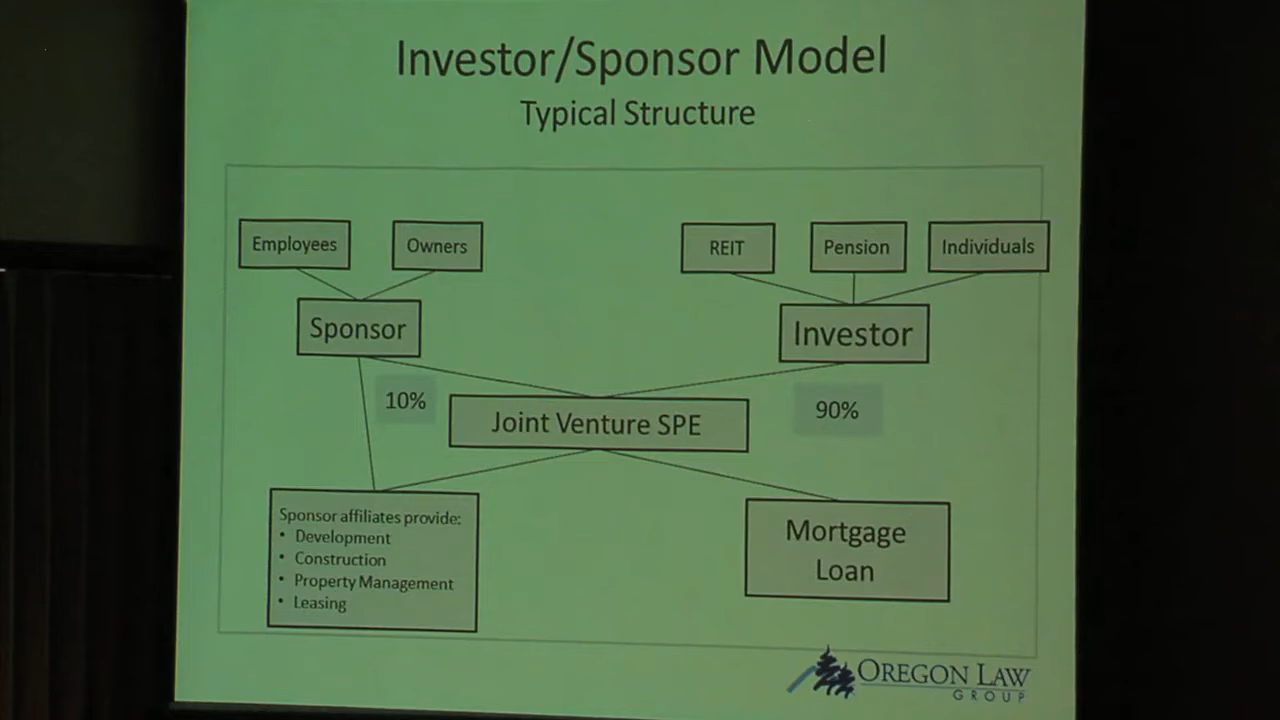 Investor/Sponsor Model
Typical Structure
Employees
Owners
REIT
Pension
Individuals
Sponsor
Investor
10%
90%
Joint Venture SPE
Sponsor affiliates provide:
• Development
• Construction
• Property Management
• Leasing
Mortgage
Loan
OREGON LAW
GROUP